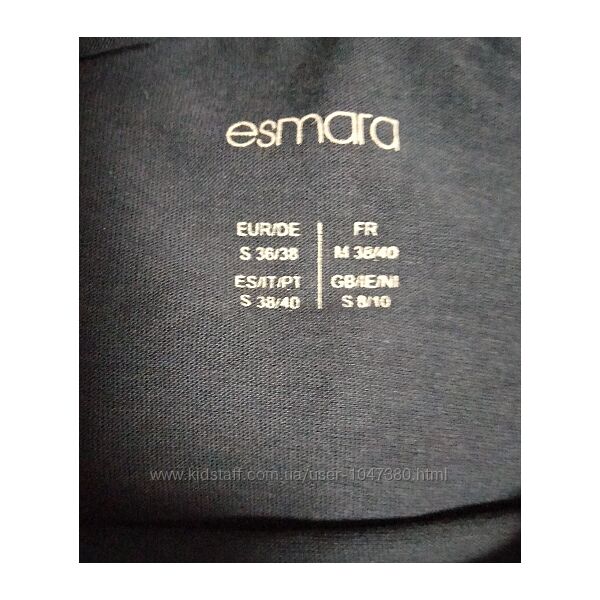 esmara
EUR/DE
S 36/38
FR
M 38/40
ES/IT/PT
S 38/40
GB/IE/NI
S 8/10
www.kidstaff.com.ua/user-1047380.html